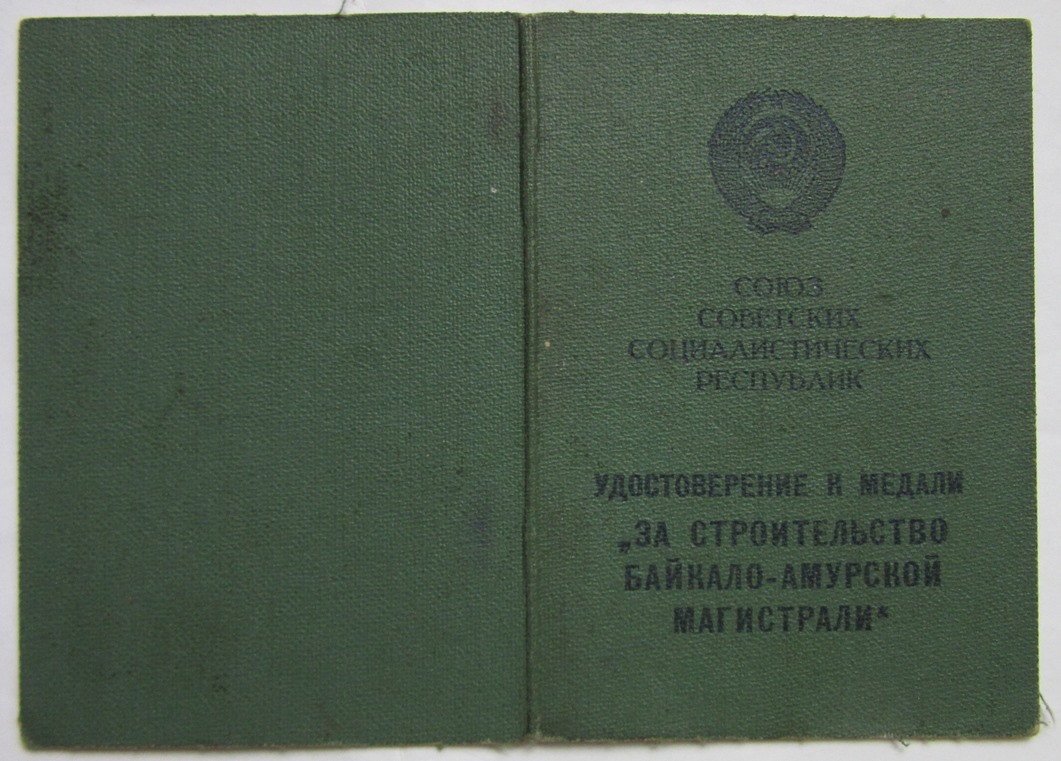 СОЮЗ
СОВЕТСКИХ
СОЦИАЛИСТИЧЕСКИХ
РЕСПУБЛИК
УДОСТОВЕРЕНИЕ К МЕДАЛИ
„ЗА СТРОИТЕЛЬСТВО
БАЙКАЛО-АМУРСКОЙ
МАГИСТРАЛИ“